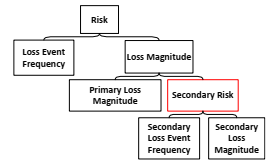 Risk
Loss Event
Frequency
Loss Magnitude
Primary Loss
Magnitude
Secondary Risk
Secondary
Loss Event
Frequency
Secondary
Loss
Magnitude